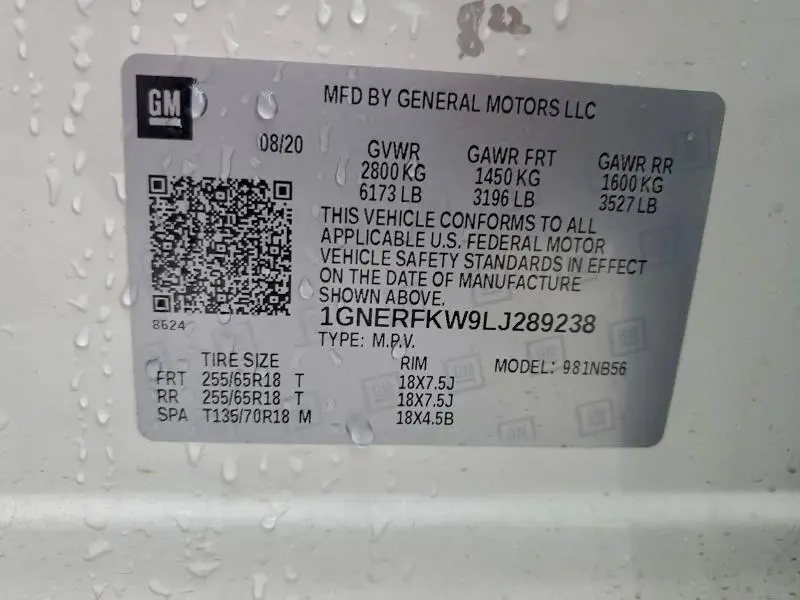 822
GM
MFD BY GENERAL MOTORS LLC
08/20 GVWR GAWR FRT GAWR RR
2800 KG 1450 KG 1600 KG
6173 LB 3196 LB 3527 LB
THIS VEHICLE CONFORMS TO ALL
APPLICABLE U.S. FEDERAL MOTOR
VEHICLE SAFETY STANDARDS IN EFFECT
ON THE DATE OF MANUFACTURE
SHOWN ABOVE.
8624
1GNERFKW9LJ289238
TYPE: M.P.V.
TIRE SIZE RIM MODEL: 981NB56
FRT 255/65R18 T 18X7.5J
RR 255/65R18 T 18X7.5J
SPA T135/70R18 M 18X4.5B